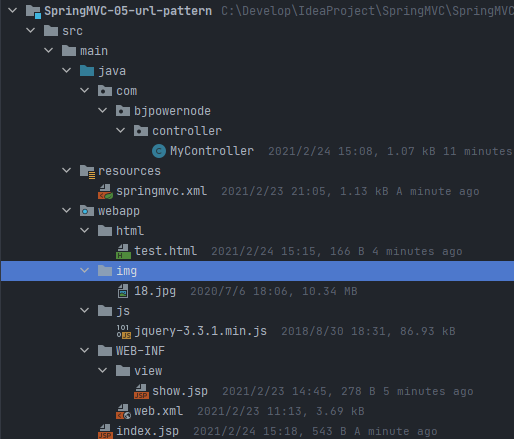 SpringMVC-05-url-pattern C:\Develop\IdeaProject\SpringMVC\SpringMVC
src
main
java
com
bjpowernode
controller
MyController 2021/2/24 15:08, 1.07 kB 11 minutes
resources
springmvc.xml 2021/2/23 21:05, 1.13 kB A minute ago
webapp
html
test.html 2021/2/24 15:15, 166 B 4 minutes ago
img
18.jpg 2020/7/6 18:06, 10.34 MB
js
jquery-3.3.1.min.js 2018/8/30 18:31, 86.93 kB
WEB-INF
view
show.jsp 2021/2/23 14:45, 278 B 5 minutes ago
web.xml 2021/2/23 11:13, 3.69 kB
index.jsp 2021/2/24 15:18, 543 B A minute ago